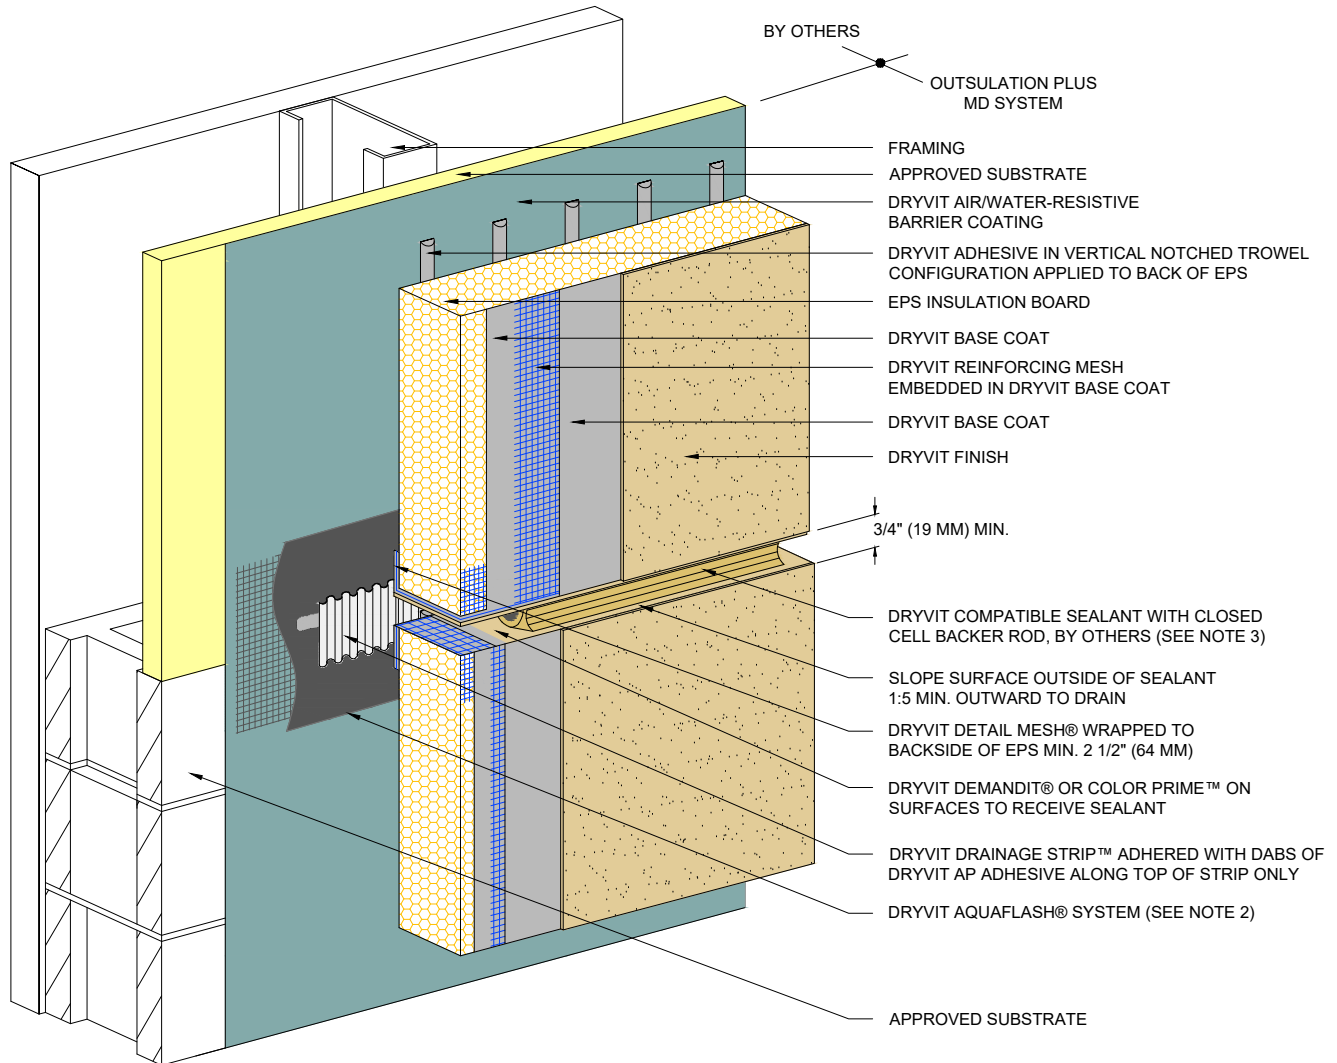 BY OTHERS
OUTSULATION PLUS
MD SYSTEM
FRAMING
APPROVED SUBSTRATE
DRYVIT AIR/WATER-RESISTIVE
BARRIER COATING
DRYVIT ADHESIVE IN VERTICAL NOTCHED TROWEL
CONFIGURATION APPLIED TO BACK OF EPS
EPS INSULATION BOARD
DRYVIT BASE COAT
DRYVIT REINFORCING MESH
EMBEDDED IN DRYVIT BASE COAT
DRYVIT BASE COAT
DRYVIT FINISH
3/4" (19 MM) MIN.
DRYVIT COMPATIBLE SEALANT WITH CLOSED
CELL BACKER ROD, BY OTHERS (SEE NOTE 3)
SLOPE SURFACE OUTSIDE OF SEALANT
1:5 MIN. OUTWARD TO DRAIN
DRYVIT DETAIL MESH® WRAPPED TO
BACKSIDE OF EPS MIN. 2 1/2" (64 MM)
DRYVIT DEMANDIT® OR COLOR PRIME™ ON
SURFACES TO RECEIVE SEALANT
DRYVIT DRAINAGE STRIP™ ADHERED WITH DABS OF
DRYVIT AP ADHESIVE ALONG TOP OF STRIP ONLY
DRYVIT AQUAFLASH® SYSTEM (SEE NOTE 2)
APPROVED SUBSTRATE